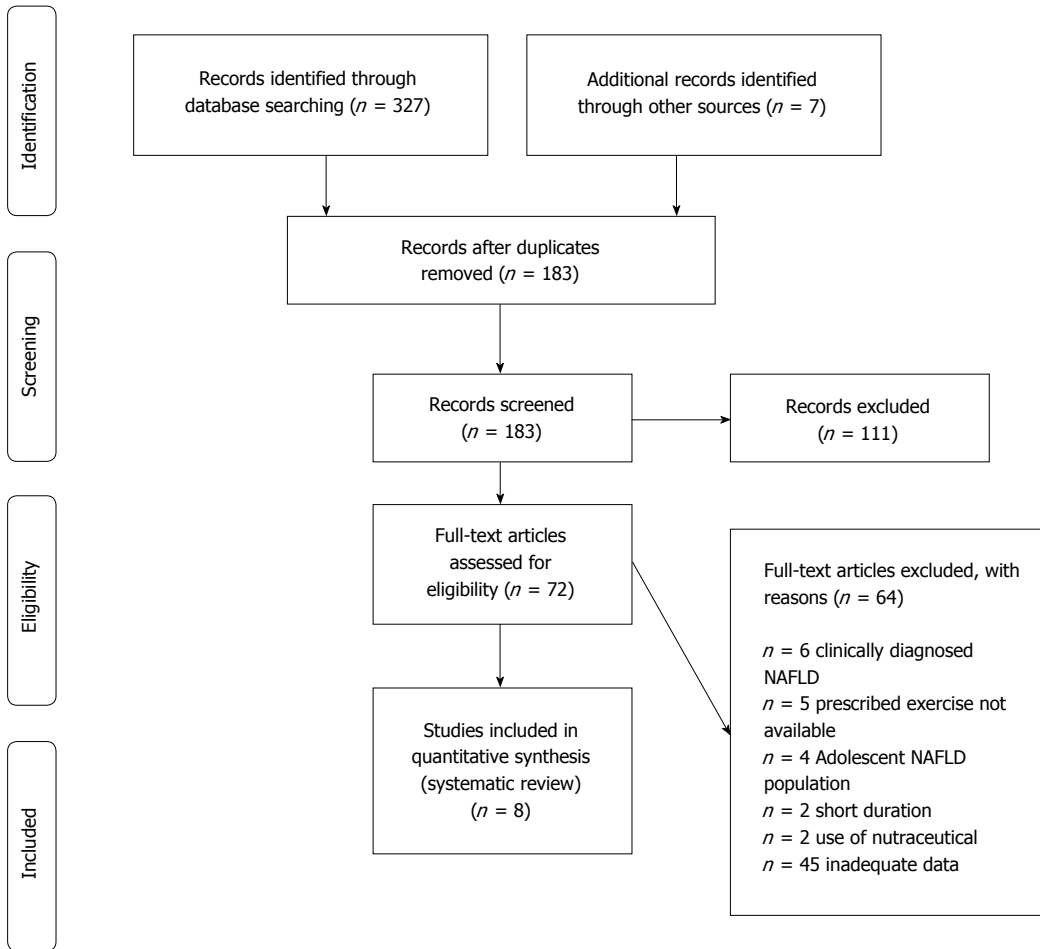 Identification
Records identified through
database searching (n = 327)
Additional records identified
through other sources (n = 7)
Records after duplicates
removed (n = 183)
Screening
Records screened
(n = 183)
Records excluded
(n = 111)
Eligibility
Full-text articles
assessed for
eligibility (n = 72)
Full-text articles excluded, with
reasons (n = 64)
n = 6 clinically diagnosed
NAFLD
n = 5 prescribed exercise not
available
n = 4 Adolescent NAFLD
population
n = 2 short duration
n = 2 use of nutraceutical
n = 45 inadequate data
Included
Studies included in
quantitative synthesis
(systematic review)
(n = 8)